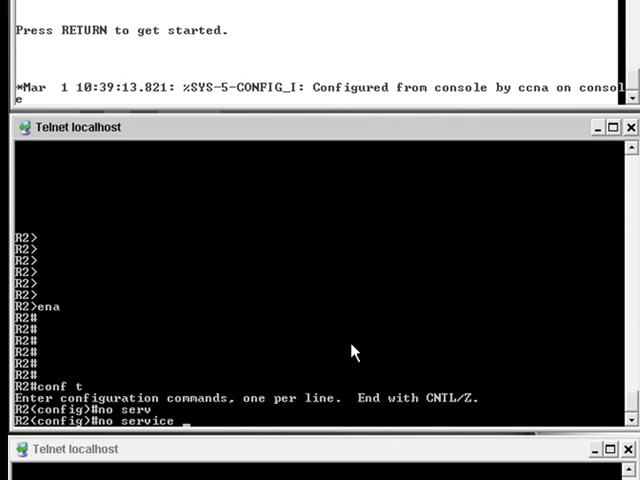 Press RETURN to get started.
*Mar  1 10:39:13.821: %SYS-5-CONFIG_I: Configured from console by ccna on consol
e
Telnet localhost
R2>
R2>
R2>
R2>
R2>
R2>
R2>ena
R2#
R2#
R2#
R2#
R2#
R2#
R2#conf t
Enter configuration commands, one per line.  End with CNTL/Z.
R2(config)#no serv
R2(config)#no service _
Telnet localhost